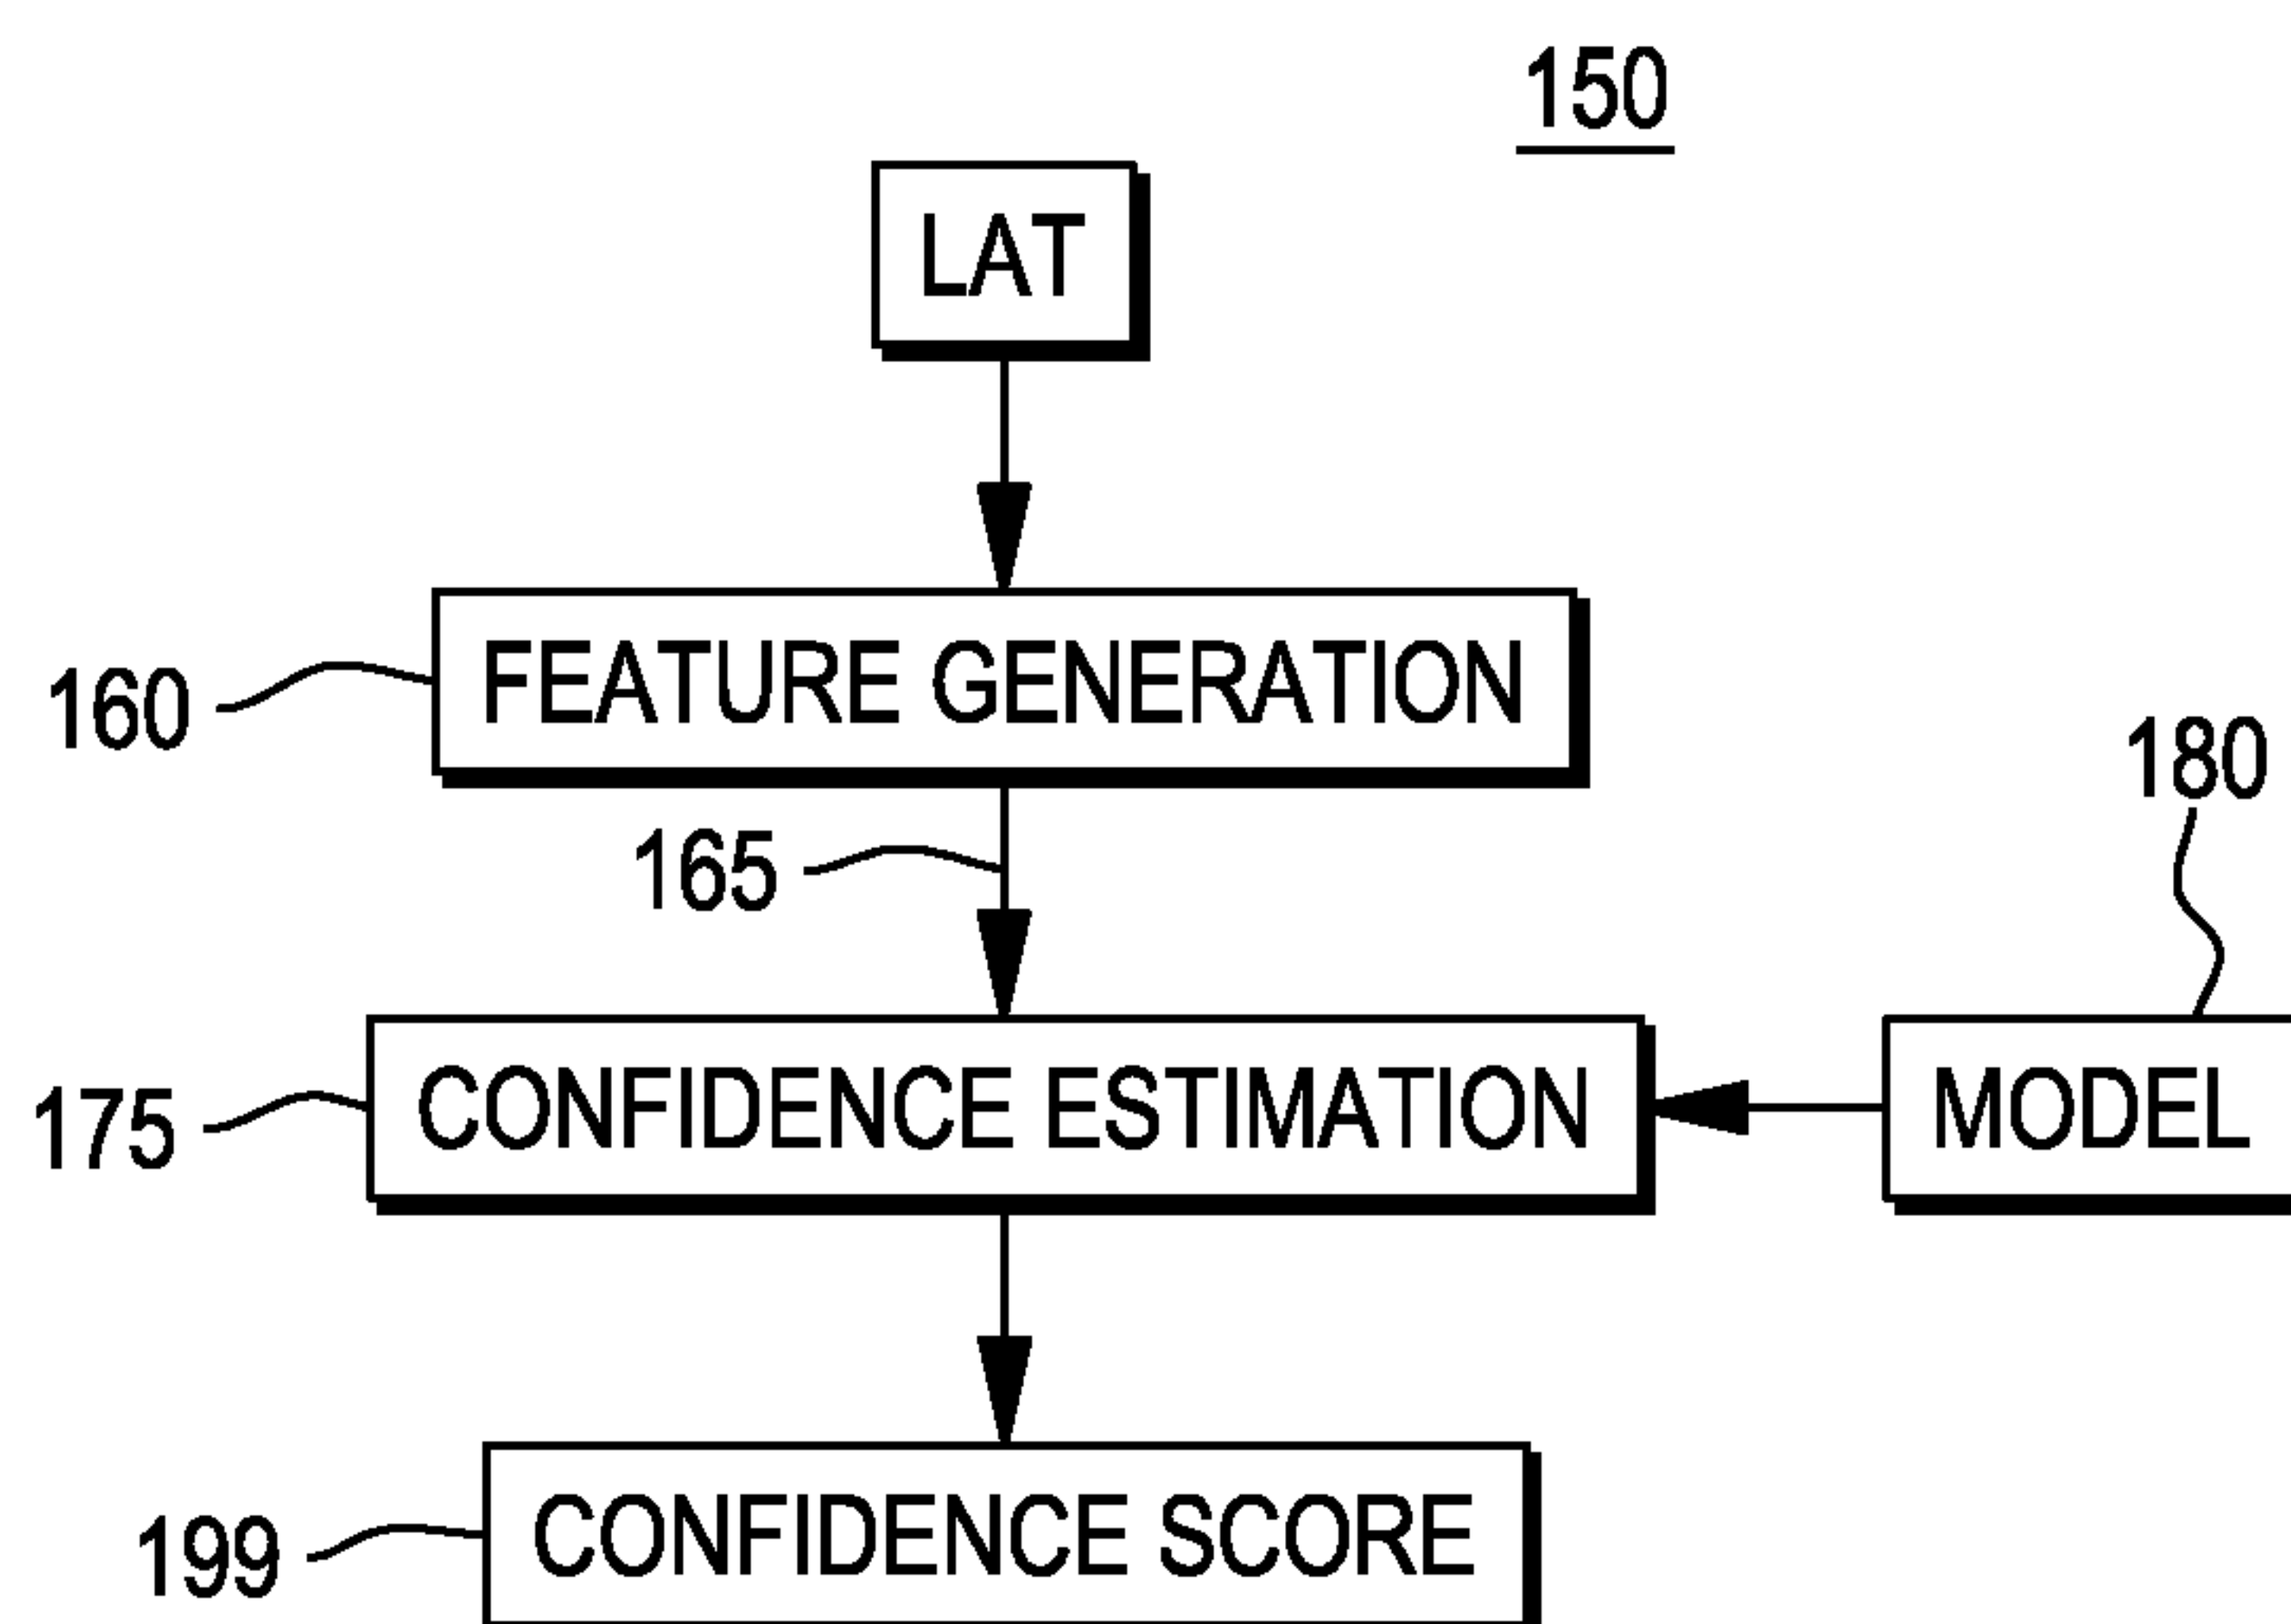 150
LAT
160
FEATURE GENERATION
180
165
175
CONFIDENCE ESTIMATION
MODEL
199
CONFIDENCE SCORE